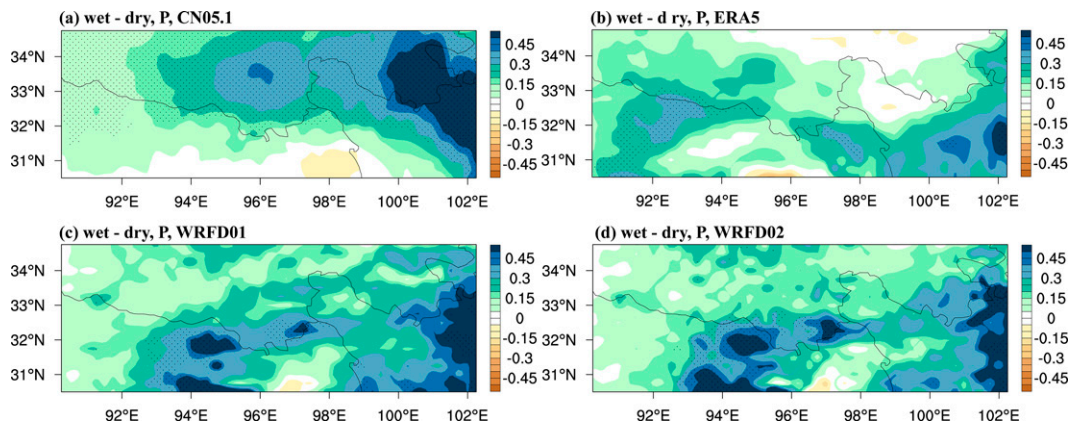 (a) wet - dry, P, CN05.1
34°N
33°N
32°N
31°N
92°E 94°E 96°E 98°E 100°E 102°E
0.45
0.3
0.15
0
-0.15
-0.3
-0.45
(b) wet - d ry, P, ERA5
34°N
33°N
32°N
31°N
92°E 94°E 96°E 98°E 100°E 102°E
0.45
0.3
0.15
0
-0.15
-0.3
-0.45
(c) wet - dry, P, WRFD01
34°N
33°N
32°N
31°N
92°E 94°E 96°E 98°E 100°E 102°E
0.45
0.3
0.15
0
-0.15
-0.3
-0.45
(d) wet - dry, P, WRFD02
34°N
33°N
32°N
31°N
92°E 94°E 96°E 98°E 100°E 102°E
0.45
0.3
0.15
0
-0.15
-0.3
-0.45